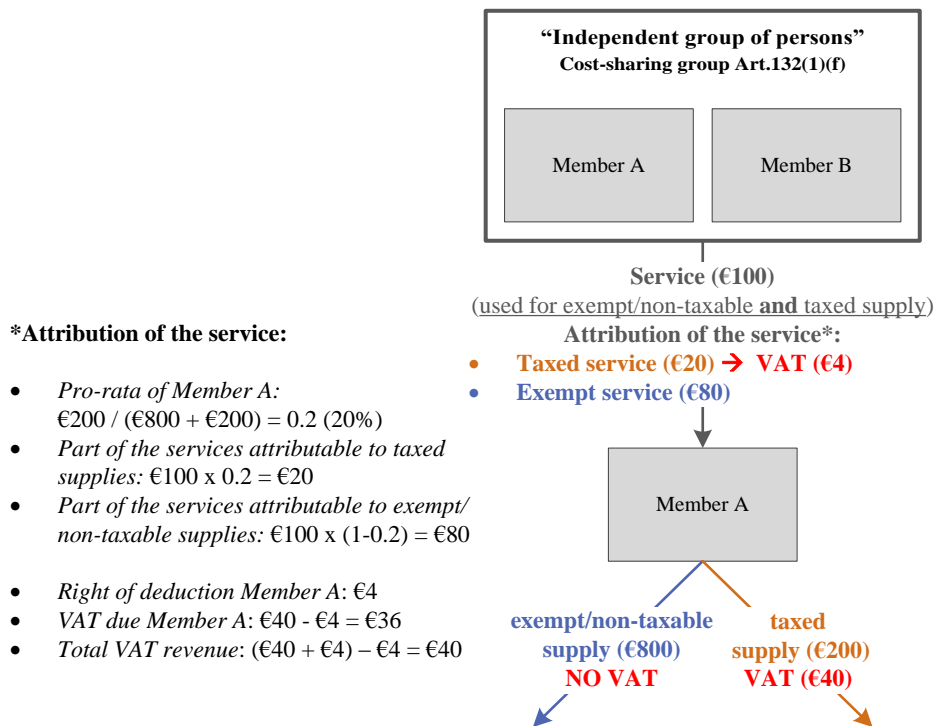 “Independent group of persons”
Cost-sharing group Art.132(1)(f)
Member A
Member B
Service (€100)
(used for exempt/non-taxable and taxed supply)
Attribution of the service*:
• Taxed service (€20) → VAT (€4)
• Exempt service (€80)
*Attribution of the service:
• Pro-rata of Member A:
€200 / (€800 + €200) = 0.2 (20%)
• Part of the services attributable to taxed
supplies: €100 x 0.2 = €20
• Part of the services attributable to exempt/
non-taxable supplies: €100 x (1-0.2) = €80
• Right of deduction Member A: €4
• VAT due Member A: €40 - €4 = €36
• Total VAT revenue: (€40 + €4) – €4 = €40
Member A
exempt/non-taxable
supply (€800)
NO VAT
taxed
supply (€200)
VAT (€40)